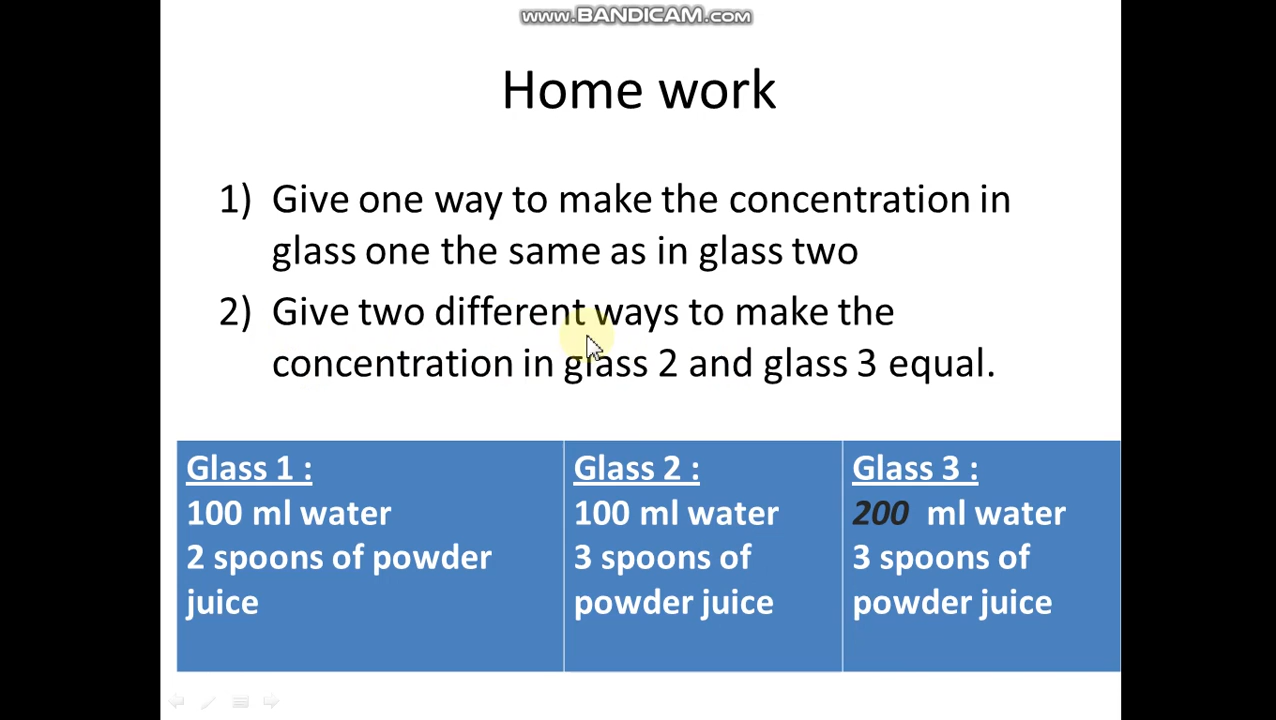 www.BANDICAM.com
Home work
1) Give one way to make the concentration in
glass one the same as in glass two
2) Give two different ways to make the
concentration in glass 2 and glass 3 equal.
Glass 1 :
100 ml water
2 spoons of powder
juice
Glass 2 :
100 ml water
3 spoons of
powder juice
Glass 3 :
200 ml water
3 spoons of
powder juice